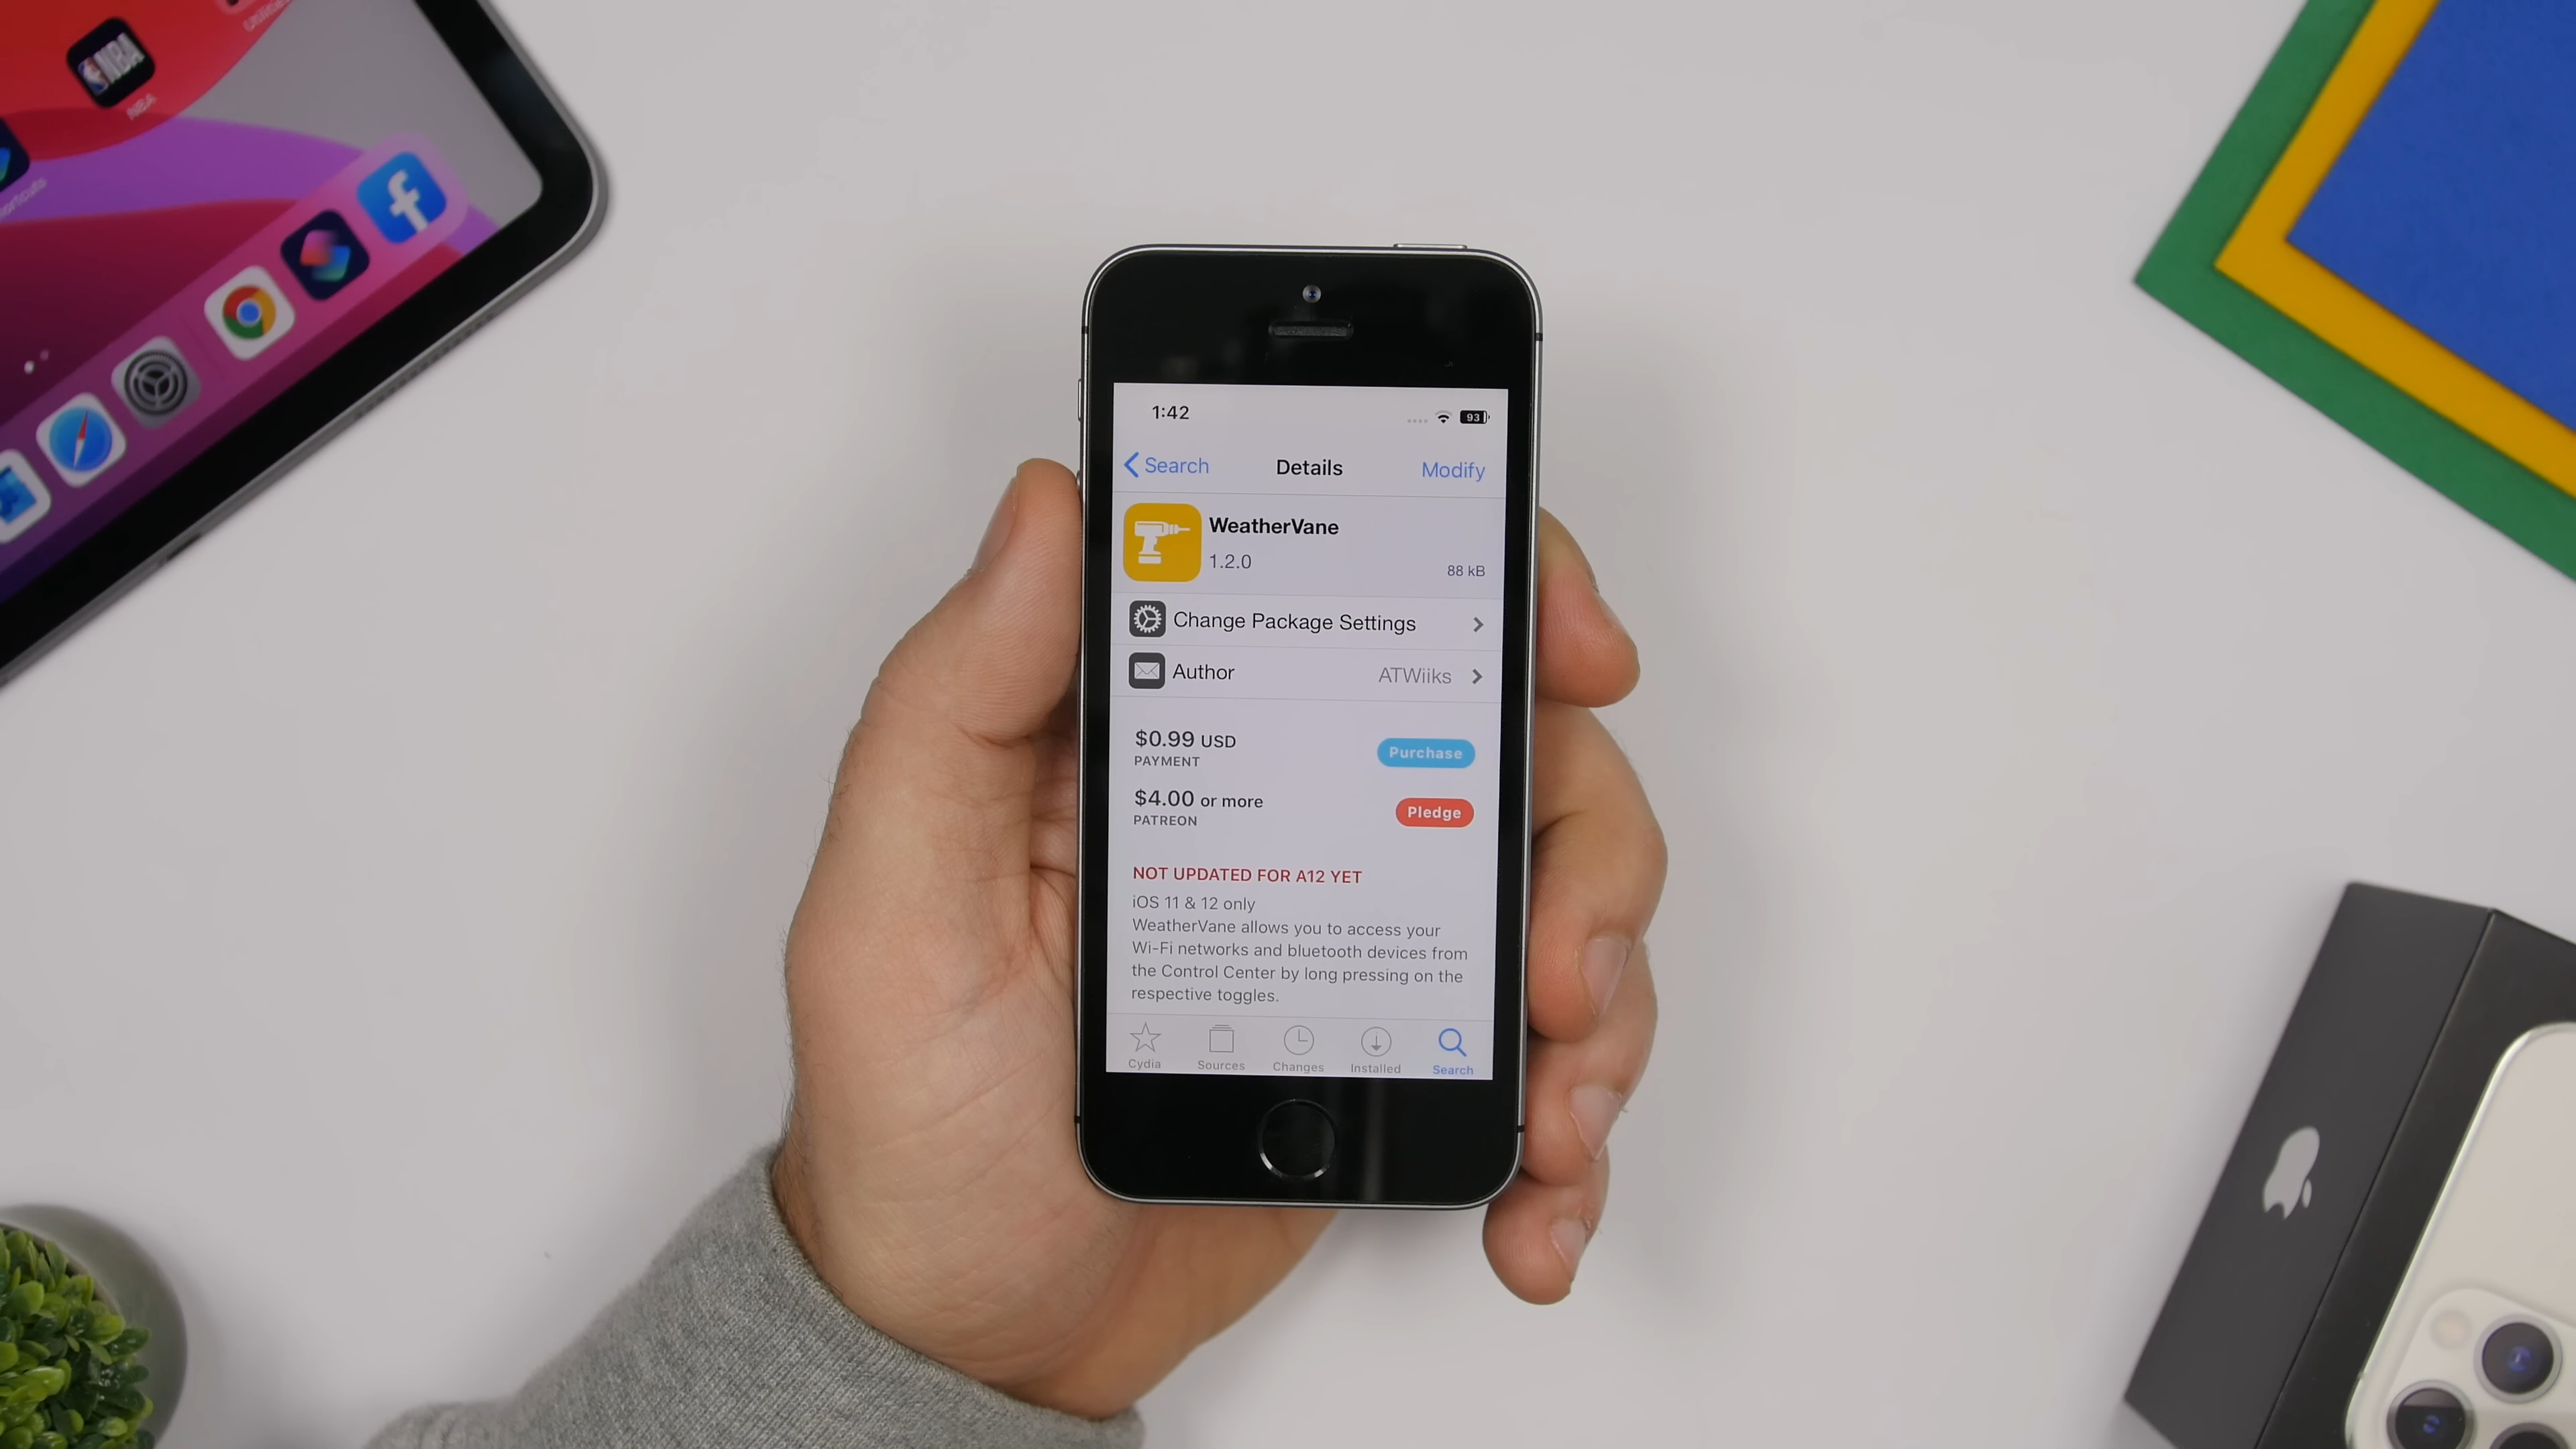 NBA
NBA
1:42
93
Search
Details
Modify
WeatherVane
1.2.0
88 kB
Change Package Settings
Author
ATWiiks
$0.99 USD
PAYMENT
Purchase
$4.00 or more
PATREON
Pledge
NOT UPDATED FOR A12 YET
iOS 11 & 12 only
WeatherVane allows you to access your
Wi-Fi networks and bluetooth devices from
the Control Center by long pressing on the
respective toggles.
Cydia
Sources
Changes
Installed
Search